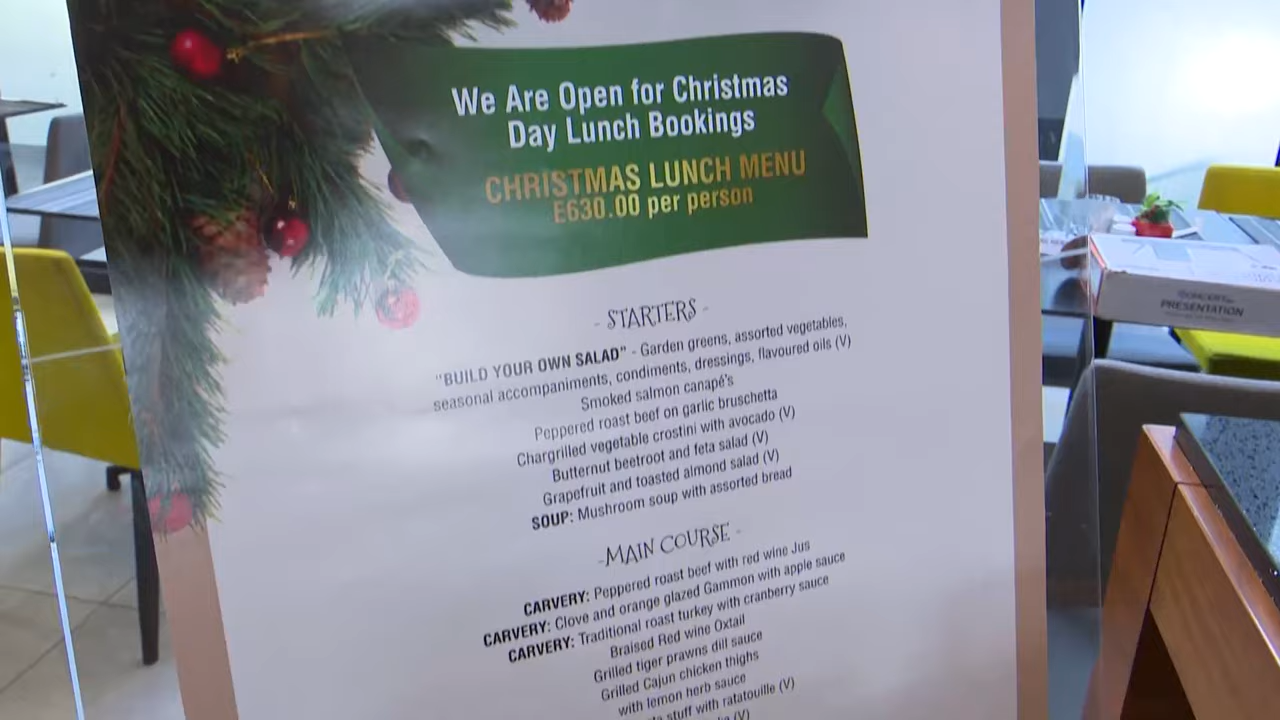 We Are Open for Christmas
Day Lunch Bookings
CHRISTMAS LUNCH MENU
E630.00 per person
- STARTERS -
"BUILD YOUR OWN SALAD" - Garden greens, assorted vegetables,
seasonal accompaniments, condiments, dressings, flavoured oils (V)
Smoked salmon canapé's
Peppered roast beef on garlic bruschetta
Chargrilled vegetable crostini with avocado (V)
Butternut beetroot and feta salad (V)
Grapefruit and toasted almond salad (V)
SOUP: Mushroom soup with assorted bread
-MAIN COURSE -
CARVERY: Peppered roast beef with red wine Jus
CARVERY: Clove and orange glazed Gammon with apple sauce
CARVERY: Traditional roast turkey with cranberry sauce
Braised Red wine Oxtail
Grilled tiger prawns dill sauce
Grilled Cajun chicken thighs
with lemon herb sauce
stuff with ratatouille (V)
(V)
PRESENTATION